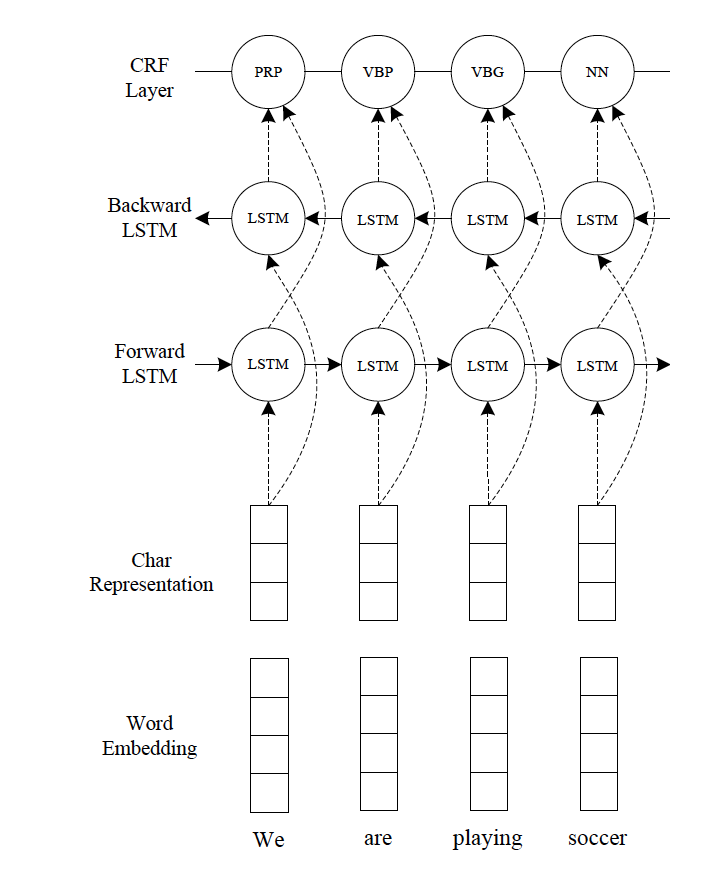 CRF
Layer
PRP VBP VBG NN
Backward
LSTM
LSTM LSTM LSTM LSTM
Forward
LSTM
LSTM LSTM LSTM LSTM
Char
Representation
Word
Embedding
We are playing soccer